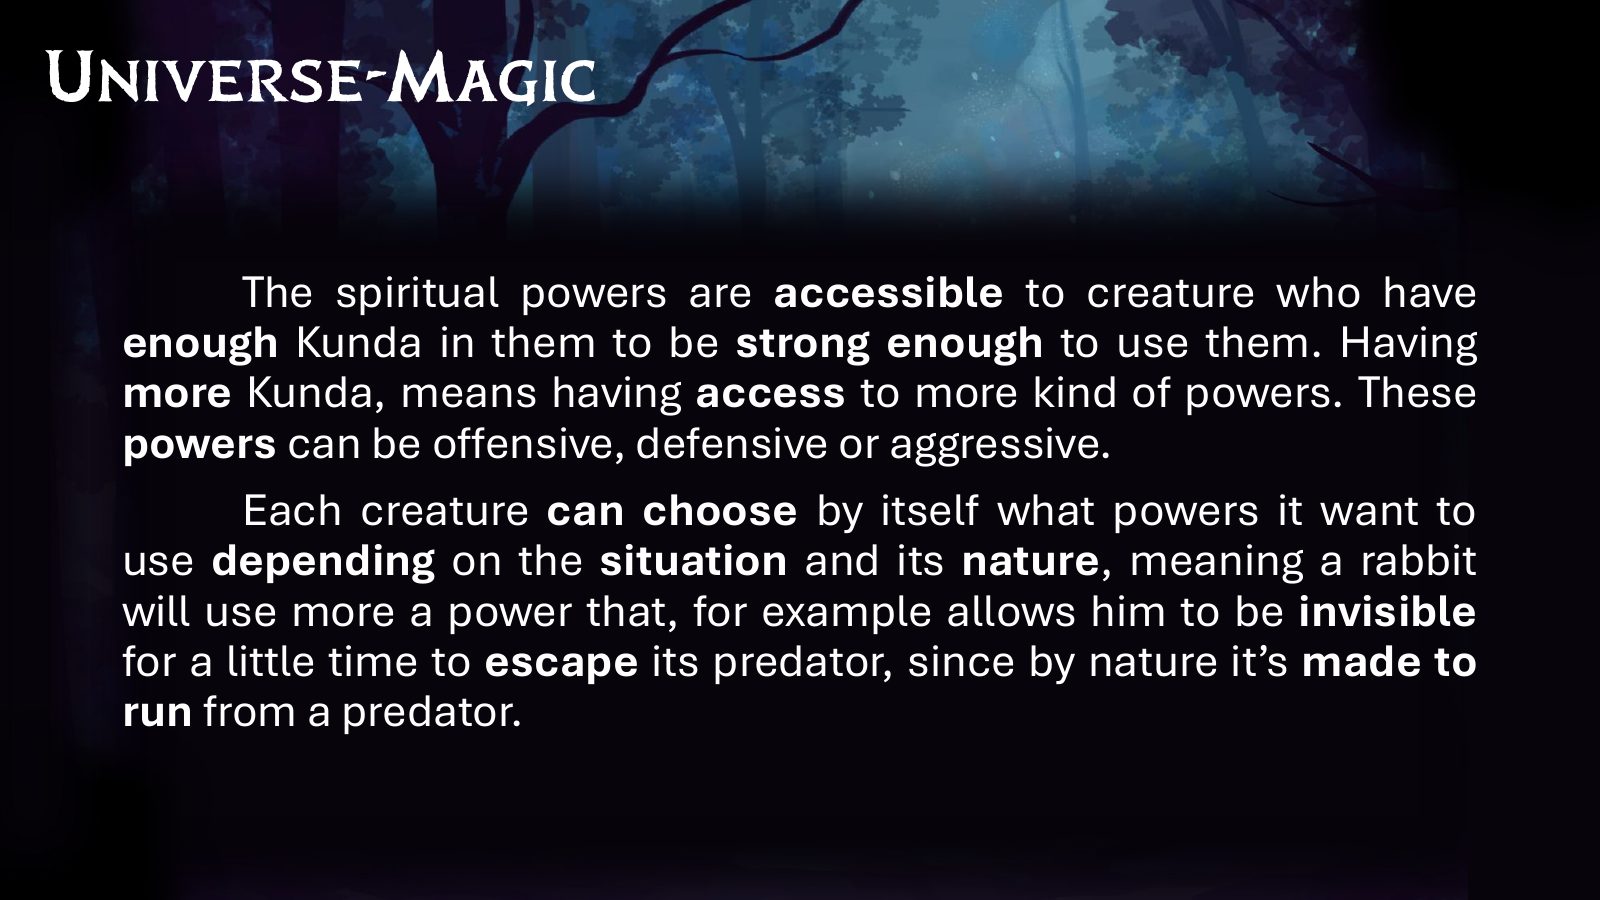 UNIVERSE-MAGIC
The spiritual powers are accessible to creature who have
enough Kunda in them to be strong enough to use them. Having
more Kunda, means having access to more kind of powers. These
powers can be offensive, defensive or aggressive.
Each creature can choose by itself what powers it want to
use depending on the situation and its nature, meaning a rabbit
will use more a power that, for example allows him to be invisible
for a little time to escape its predator, since by nature it’s made to
run from a predator.